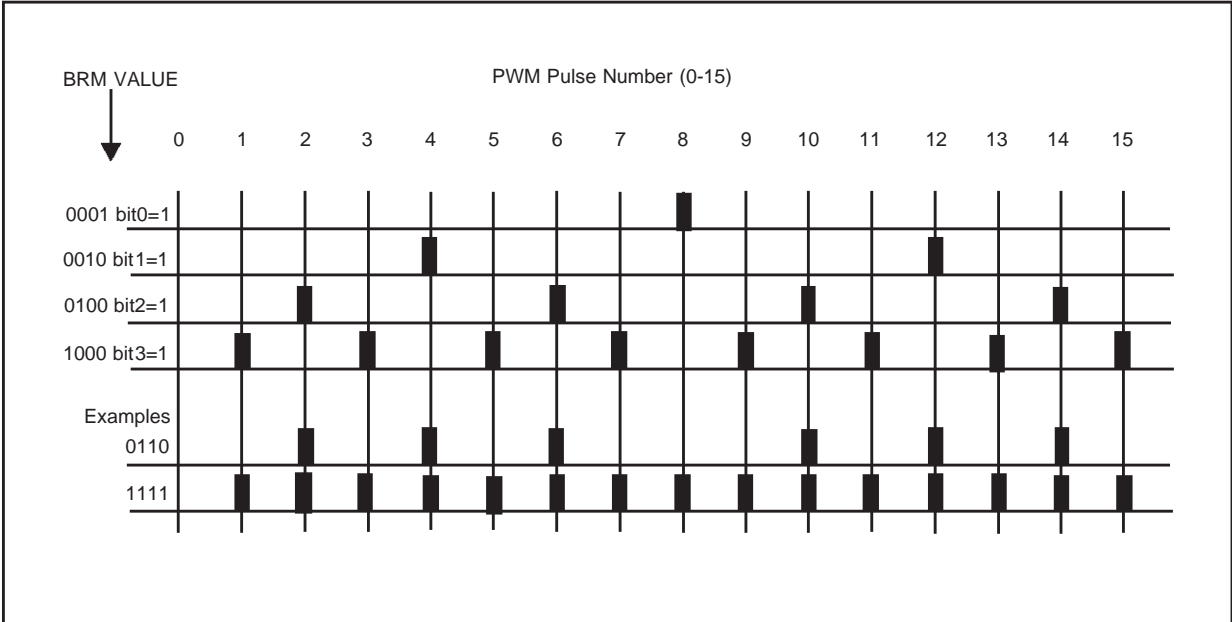 BRM VALUE
PWM Pulse Number (0-15)
0 1 2 3 4 5 6 7 8 9 10 11 12 13 14 15
0001 bit0=1
0010 bit1=1
0100 bit2=1
1000 bit3=1
Examples
0110
1111